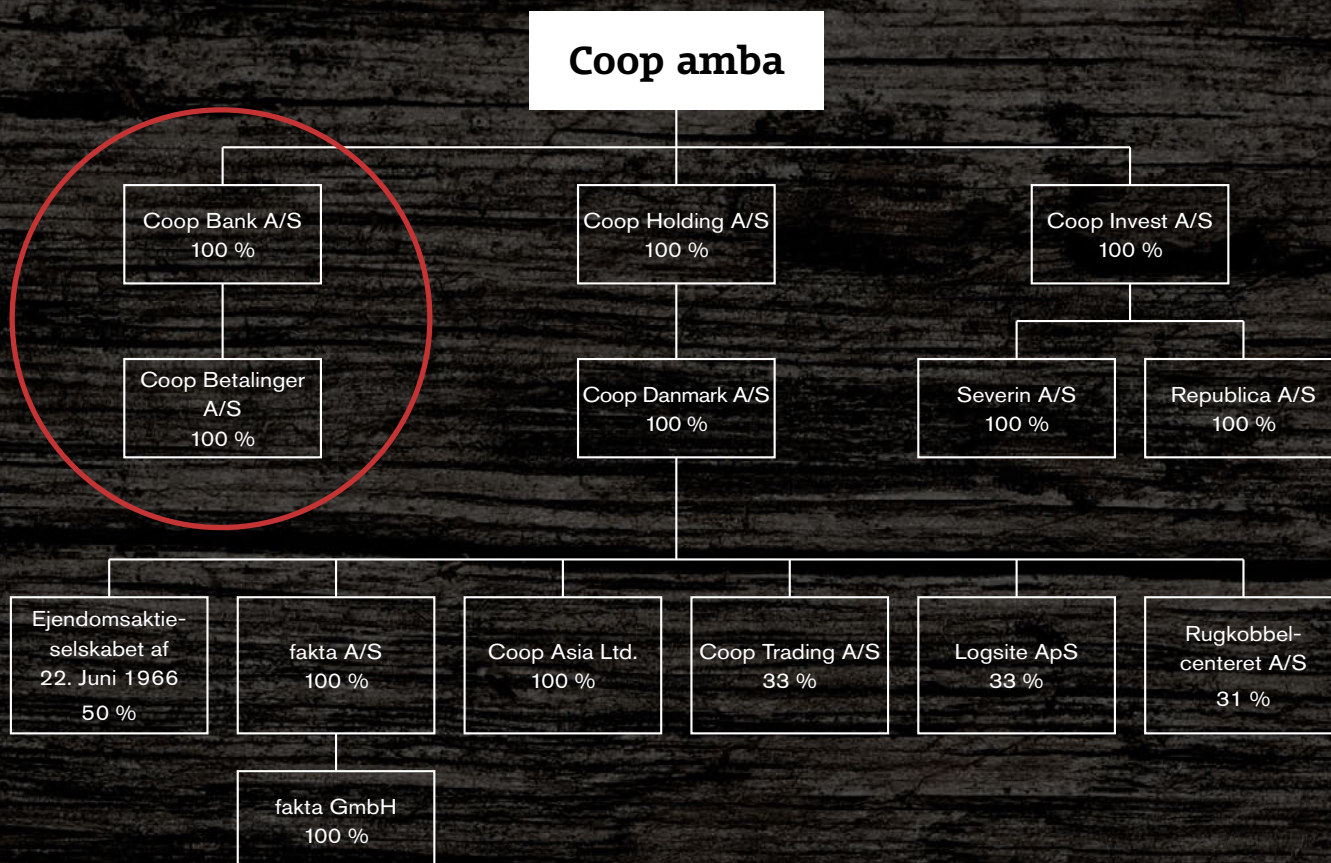 Coop amba
Coop Bank A/S
100 %
Coop Holding A/S
100 %
Coop Invest A/S
100 %
Coop Betalinger
A/S
100 %
Coop Danmark A/S
100 %
Severin A/S
100 %
Republica A/S
100 %
Ejendomsaktie-
selskabet af
22. Juni 1966
50 %
fakta A/S
100 %
Coop Asia Ltd.
100 %
Coop Trading A/S
33 %
Logsite ApS
33 %
Rugkobbel-
centeret A/S
31 %
fakta GmbH
100 %